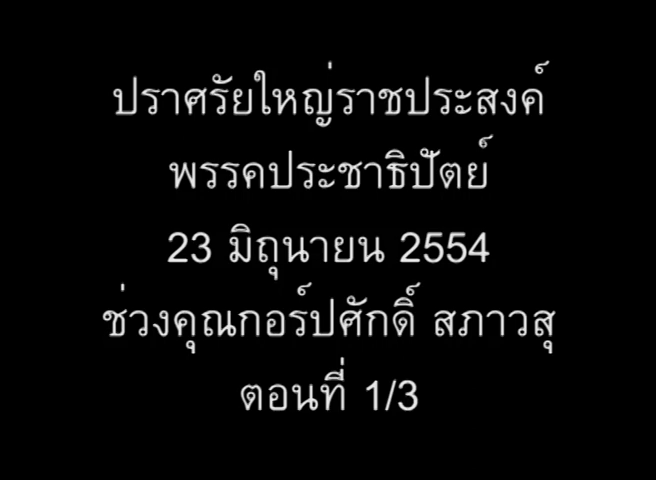 ปราศรัยใหญ่ราชประสงค์
พรรคประชาธิปัตย์
23 มิถุนายน 2554
ช่วงคุณกอร์ปศักดิ์ สภาวสุ
ตอนที่ 1/3